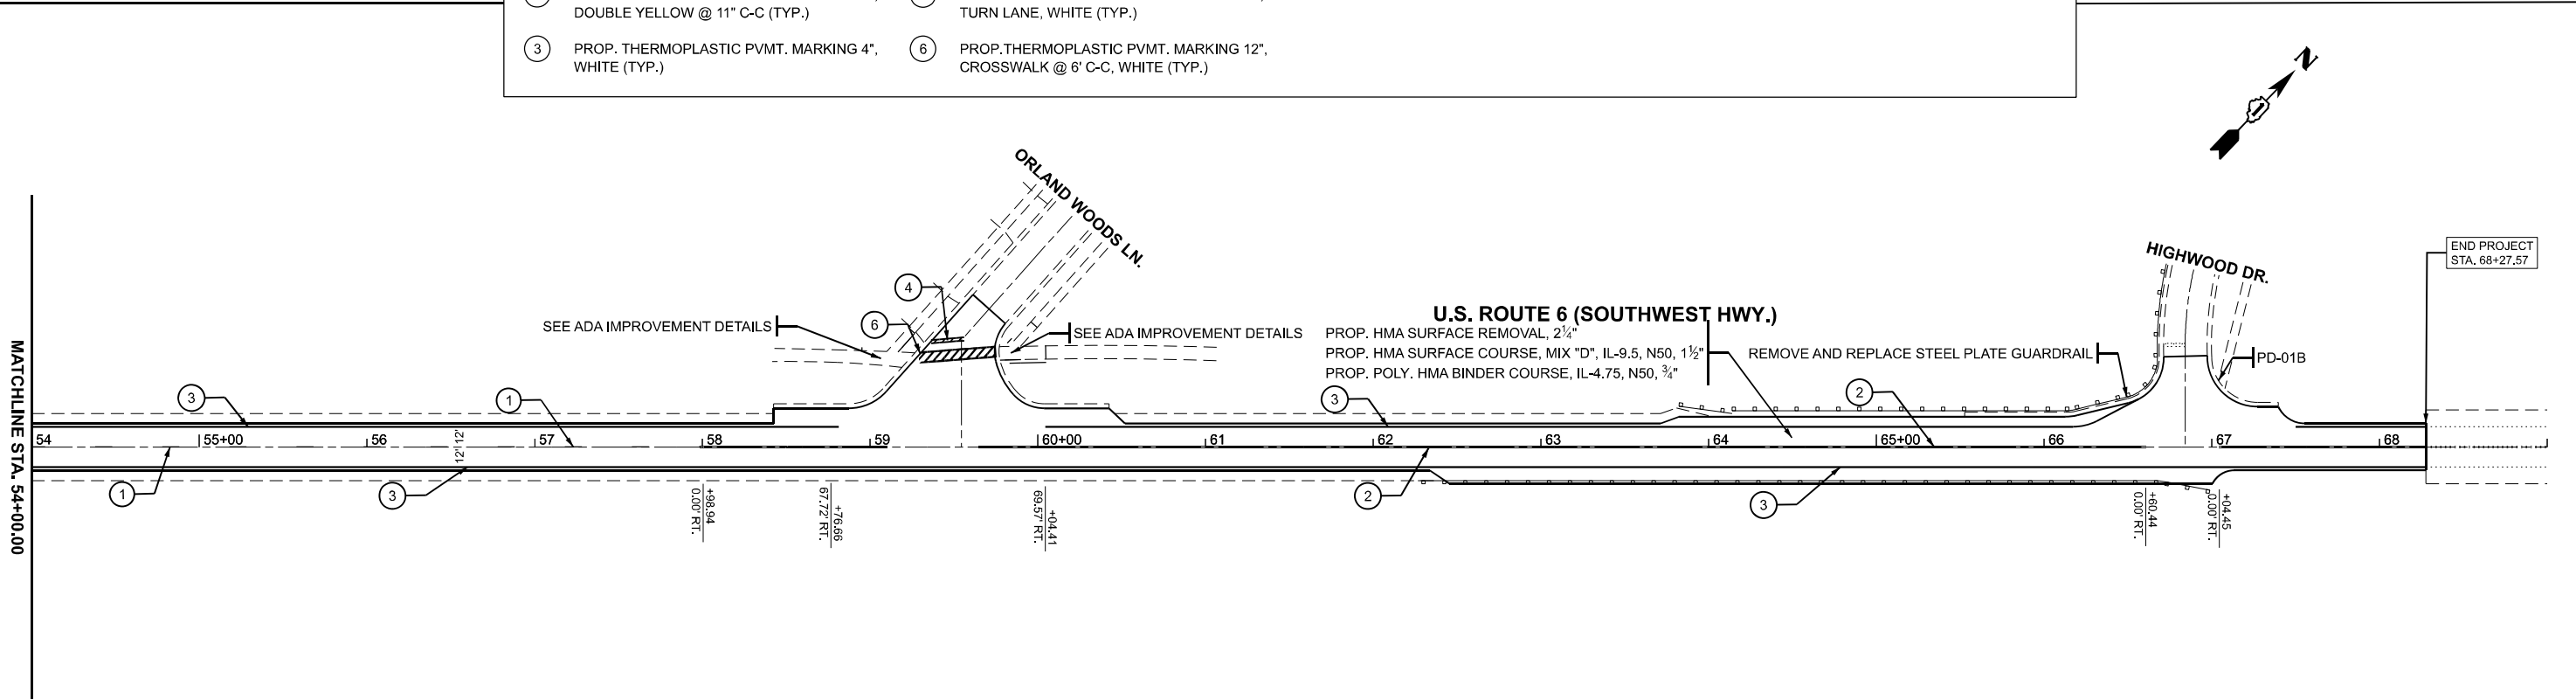 DOUBLE YELLOW @ 11" C-C (TYP.)
TURN LANE, WHITE (TYP.)
3 PROP. THERMOPLASTIC PVMT. MARKING 4",
WHITE (TYP.)
6 PROP.THERMOPLASTIC PVMT. MARKING 12",
CROSSWALK @ 6' C-C, WHITE (TYP.)
N
ORLAND WOODS LN.
HIGHWOOD DR.
END PROJECT
STA. 68+27.57
4
6
SEE ADA IMPROVEMENT DETAILS
SEE ADA IMPROVEMENT DETAILS
U.S. ROUTE 6 (SOUTHWEST HWY.)
PROP. HMA SURFACE REMOVAL, 2¼"
PROP. HMA SURFACE COURSE, MIX "D", IL-9.5, N50, 1½"
PROP. POLY. HMA BINDER COURSE, IL-4.75, N50, ¾"
REMOVE AND REPLACE STEEL PLATE GUARDRAIL
PD-01B
MATCHLINE STA. 54+00.00
3
1
3
2
54 55+00 56 57 58 59 60+00 61 62 63 64 65+00 66 67 68
12' 12'
1
3
2
3
+98.94
0.00' RT.
+76.66
67.72' RT.
+04.41
69.57' RT.
+60.44
0.00' RT.
+04.45
0.00' RT.